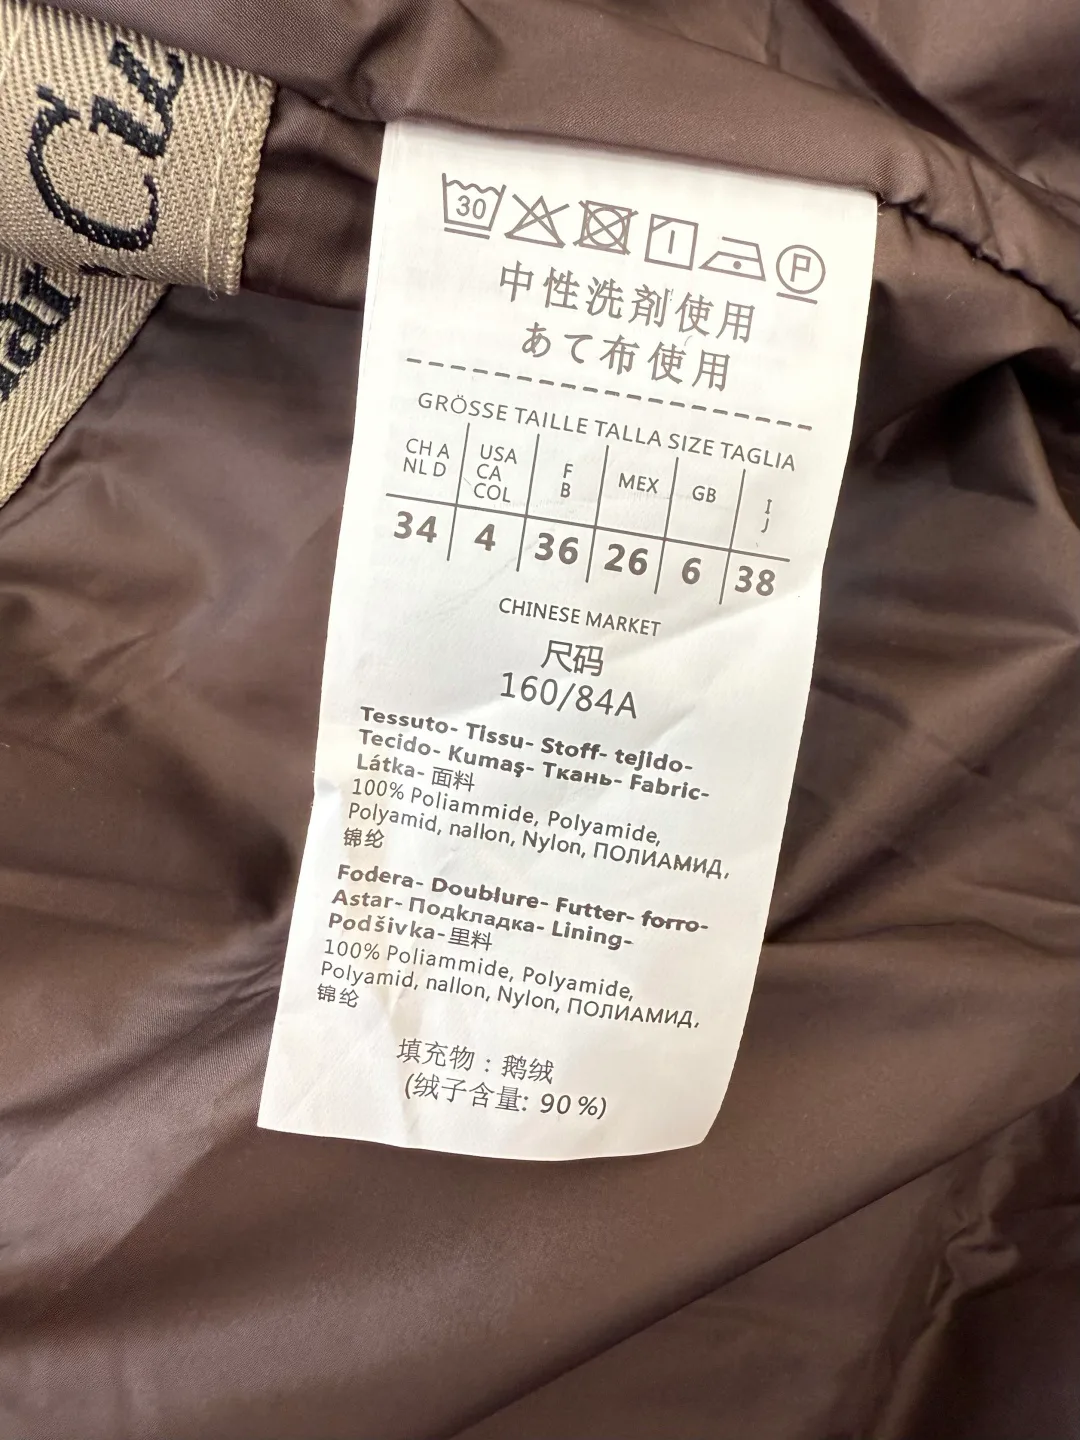 30
P
中性洗剤使用
あて布使用
GRÖSSE TAILLE TALLA SIZE TAGLIA
CH A NL D USA CA COL F B MEX GB I J
34 4 36 26 6 38
CHINESE MARKET
尺码
160/84A
Tessuto- Tissu- Stoff- tejido-
Tecido- Kumaş- Ткань- Fabric-
Látka- 面料
100% Poliammide, Polyamide,
Polyamid, nallon, Nylon, ПОЛИАМИД,
锦纶
Fodera- Doublure- Futter- forro-
Astar- Подкладка- Lining-
Podšivka-里料
100% Poliammide, Polyamide,
Polyamid, nallon, Nylon, ПОЛИАМИД,
锦纶
填充物：鹅绒
(绒子含量: 90%)